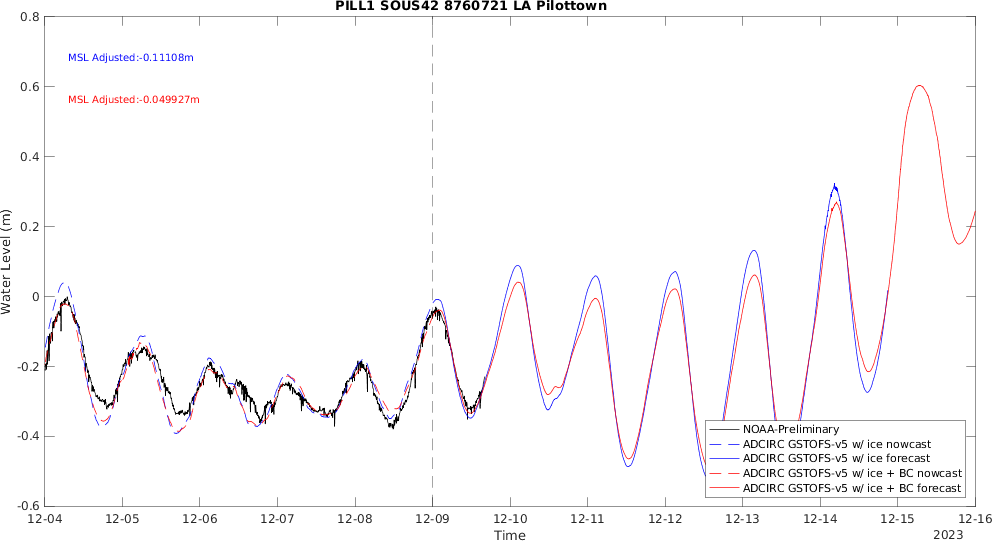 PILL1 SOUS42 8760721 LA Pilottown
MSL Adjusted:-0.11108m
MSL Adjusted:-0.049927m
Water Level (m)
0.8
0.6
0.4
0.2
0
-0.2
-0.4
-0.6
NOAA-Preliminary
ADCIRC GSTOFS-v5 w/ ice nowcast
ADCIRC GSTOFS-v5 w/ ice forecast
ADCIRC GSTOFS-v5 w/ ice + BC nowcast
ADCIRC GSTOFS-v5 w/ ice + BC forecast
12-04 12-05 12-06 12-07 12-08 12-09 12-10 12-11 12-12 12-13 12-14 12-15 12-16
Time
2023